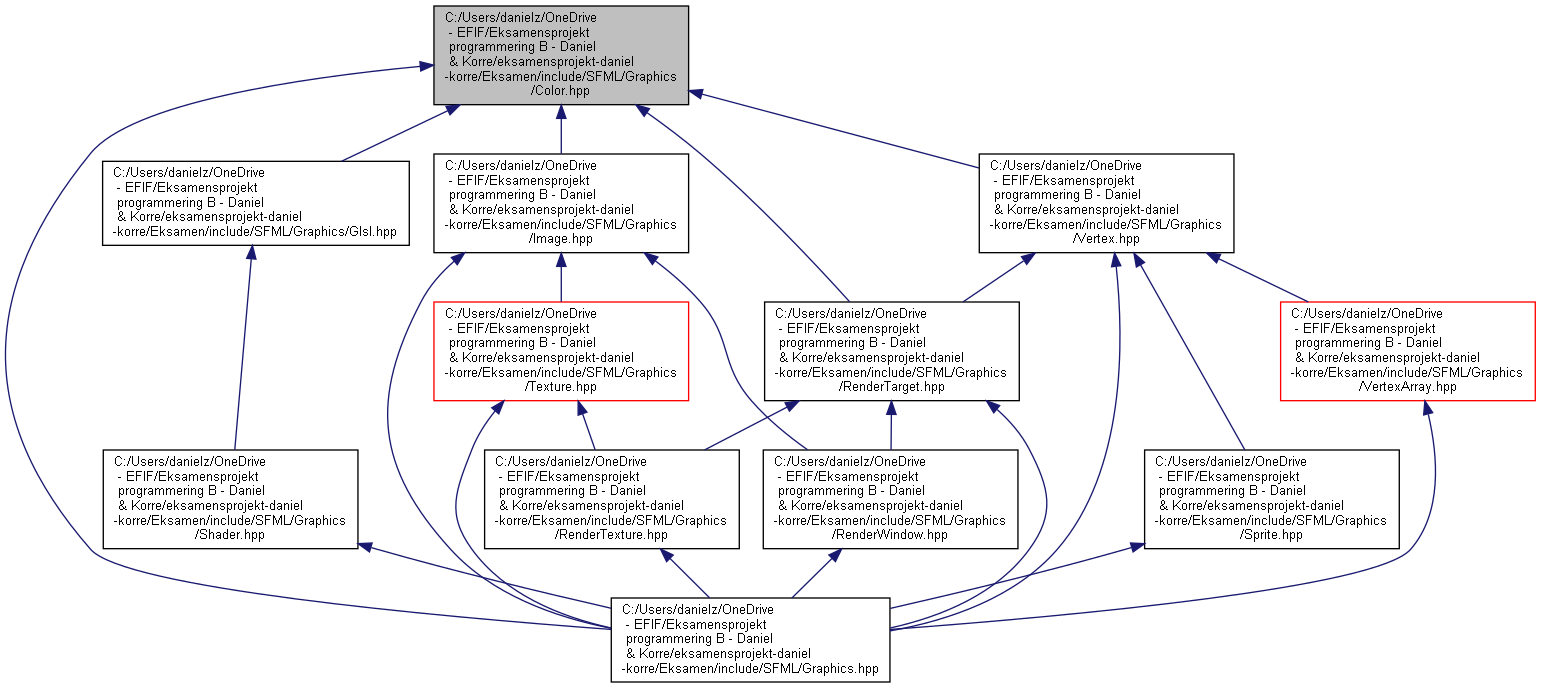 C:/Users/danielz/OneDrive
- EFIF/Eksamensprojekt
programmering B - Daniel
& Korre/eksamensprojekt-daniel
-korre/Eksamen/include/SFML/Graphics
/Color.hpp
C:/Users/danielz/OneDrive
- EFIF/Eksamensprojekt
programmering B - Daniel
& Korre/eksamensprojekt-daniel
-korre/Eksamen/include/SFML/Graphics/Glsl.hpp
C:/Users/danielz/OneDrive
- EFIF/Eksamensprojekt
programmering B - Daniel
& Korre/eksamensprojekt-daniel
-korre/Eksamen/include/SFML/Graphics
/Image.hpp
C:/Users/danielz/OneDrive
- EFIF/Eksamensprojekt
programmering B - Daniel
& Korre/eksamensprojekt-daniel
-korre/Eksamen/include/SFML/Graphics
/Vertex.hpp
C:/Users/danielz/OneDrive
- EFIF/Eksamensprojekt
programmering B - Daniel
& Korre/eksamensprojekt-daniel
-korre/Eksamen/include/SFML/Graphics
/Texture.hpp
C:/Users/danielz/OneDrive
- EFIF/Eksamensprojekt
programmering B - Daniel
& Korre/eksamensprojekt-daniel
-korre/Eksamen/include/SFML/Graphics
/RenderTarget.hpp
C:/Users/danielz/OneDrive
- EFIF/Eksamensprojekt
programmering B - Daniel
& Korre/eksamensprojekt-daniel
-korre/Eksamen/include/SFML/Graphics
/VertexArray.hpp
C:/Users/danielz/OneDrive
- EFIF/Eksamensprojekt
programmering B - Daniel
& Korre/eksamensprojekt-daniel
-korre/Eksamen/include/SFML/Graphics
/Shader.hpp
C:/Users/danielz/OneDrive
- EFIF/Eksamensprojekt
programmering B - Daniel
& Korre/eksamensprojekt-daniel
-korre/Eksamen/include/SFML/Graphics
/RenderTexture.hpp
C:/Users/danielz/OneDrive
- EFIF/Eksamensprojekt
programmering B - Daniel
& Korre/eksamensprojekt-daniel
-korre/Eksamen/include/SFML/Graphics
/RenderWindow.hpp
C:/Users/danielz/OneDrive
- EFIF/Eksamensprojekt
programmering B - Daniel
& Korre/eksamensprojekt-daniel
-korre/Eksamen/include/SFML/Graphics
/Sprite.hpp
C:/Users/danielz/OneDrive
- EFIF/Eksamensprojekt
programmering B - Daniel
& Korre/eksamensprojekt-daniel
-korre/Eksamen/include/SFML/Graphics.hpp